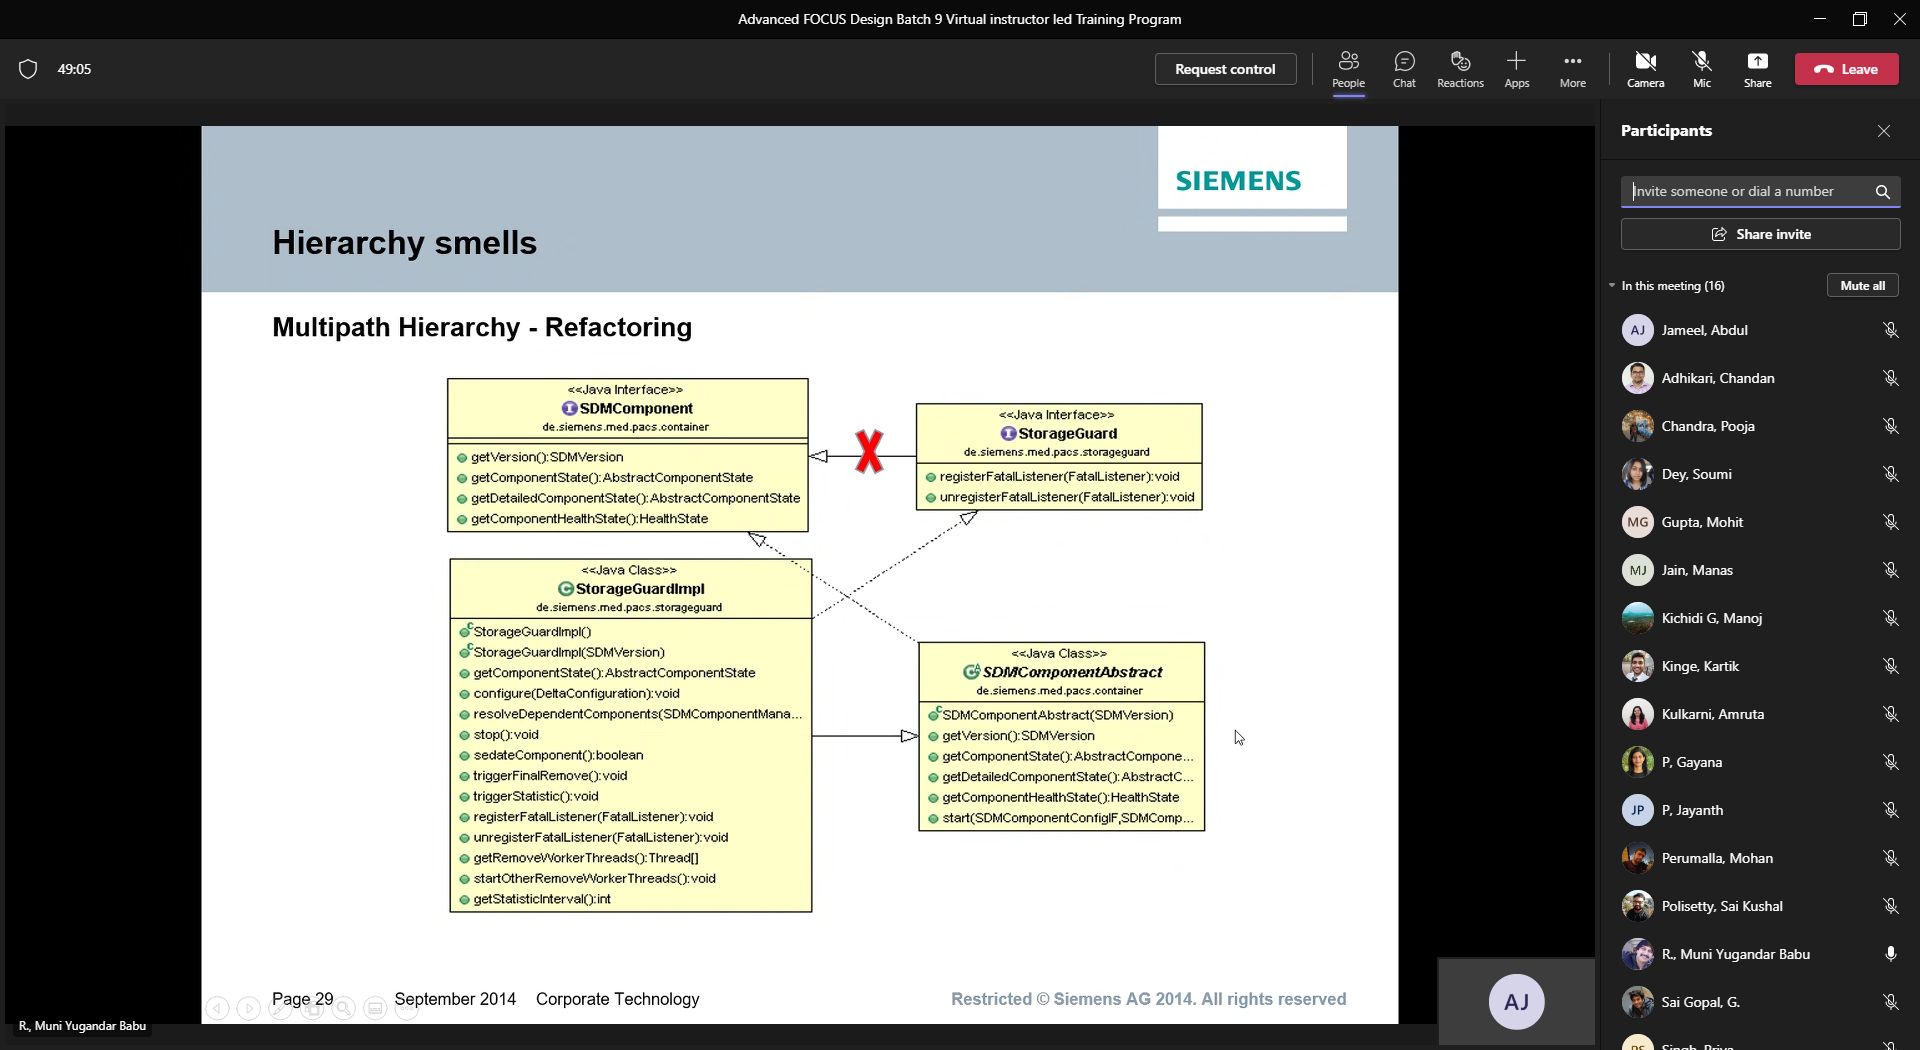 Advanced FOCUS Design Batch 9 Virtual instructor led Training Program
49:05
Request control
People
Chat
Reactions
Apps
More
Camera
Mic
Share
Leave
SIEMENS
Hierarchy smells
Multipath Hierarchy - Refactoring
<<Java Interface>>
SDMComponent
de.siemens.med.pacs.container
getVersion():SDMVersion
getComponentState():AbstractComponentState
getDetailedComponentState():AbstractComponentState
getComponentHealthState():HealthState
<<Java Interface>>
StorageGuard
de.siemens.med.pacs.storageguard
registerFatalListener(FatalListener):void
unregisterFatalListener(FatalListener):void
<<Java Class>>
StorageGuardImpl
de.siemens.med.pacs.storageguard
StorageGuardImpl()
StorageGuardImpl(SDMVersion)
getComponentState():AbstractComponentState
configure(DeltaConfiguration):void
resolveDependentComponents(SDMComponentMana...
stop():void
sedateComponent():boolean
triggerFinalRemove():void
triggerStatistic():void
registerFatalListener(FatalListener):void
unregisterFatalListener(FatalListener):void
getRemoveWorkerThreads():Thread[]
startOtherRemoveWorkerThreads():void
getStatisticInterval():int
<<Java Class>>
SDMComponentAbstract
de.siemens.med.pacs.container
SDMComponentAbstract(SDMVersion)
getVersion():SDMVersion
getComponentState():AbstractCompone...
getDetailedComponentState():AbstractC...
getComponentHealthState():HealthState
start(SDMComponentConfigIF,SDMComp...
Page 29 September 2014 Corporate Technology
Restricted © Siemens AG 2014. All rights reserved
R., Muni Yugandar Babu
AJ
Participants
Invite someone or dial a number
Share invite
In this meeting (16)
Mute all
AJ Jameel, Abdul
Adhikari, Chandan
Chandra, Pooja
Dey, Soumi
MG Gupta, Mohit
MJ Jain, Manas
Kichidi G, Manoj
Kinge, Kartik
Kulkarni, Amruta
P, Gayana
JP P, Jayanth
Perumalla, Mohan
Polisetty, Sai Kushal
R., Muni Yugandar Babu
Sai Gopal, G.